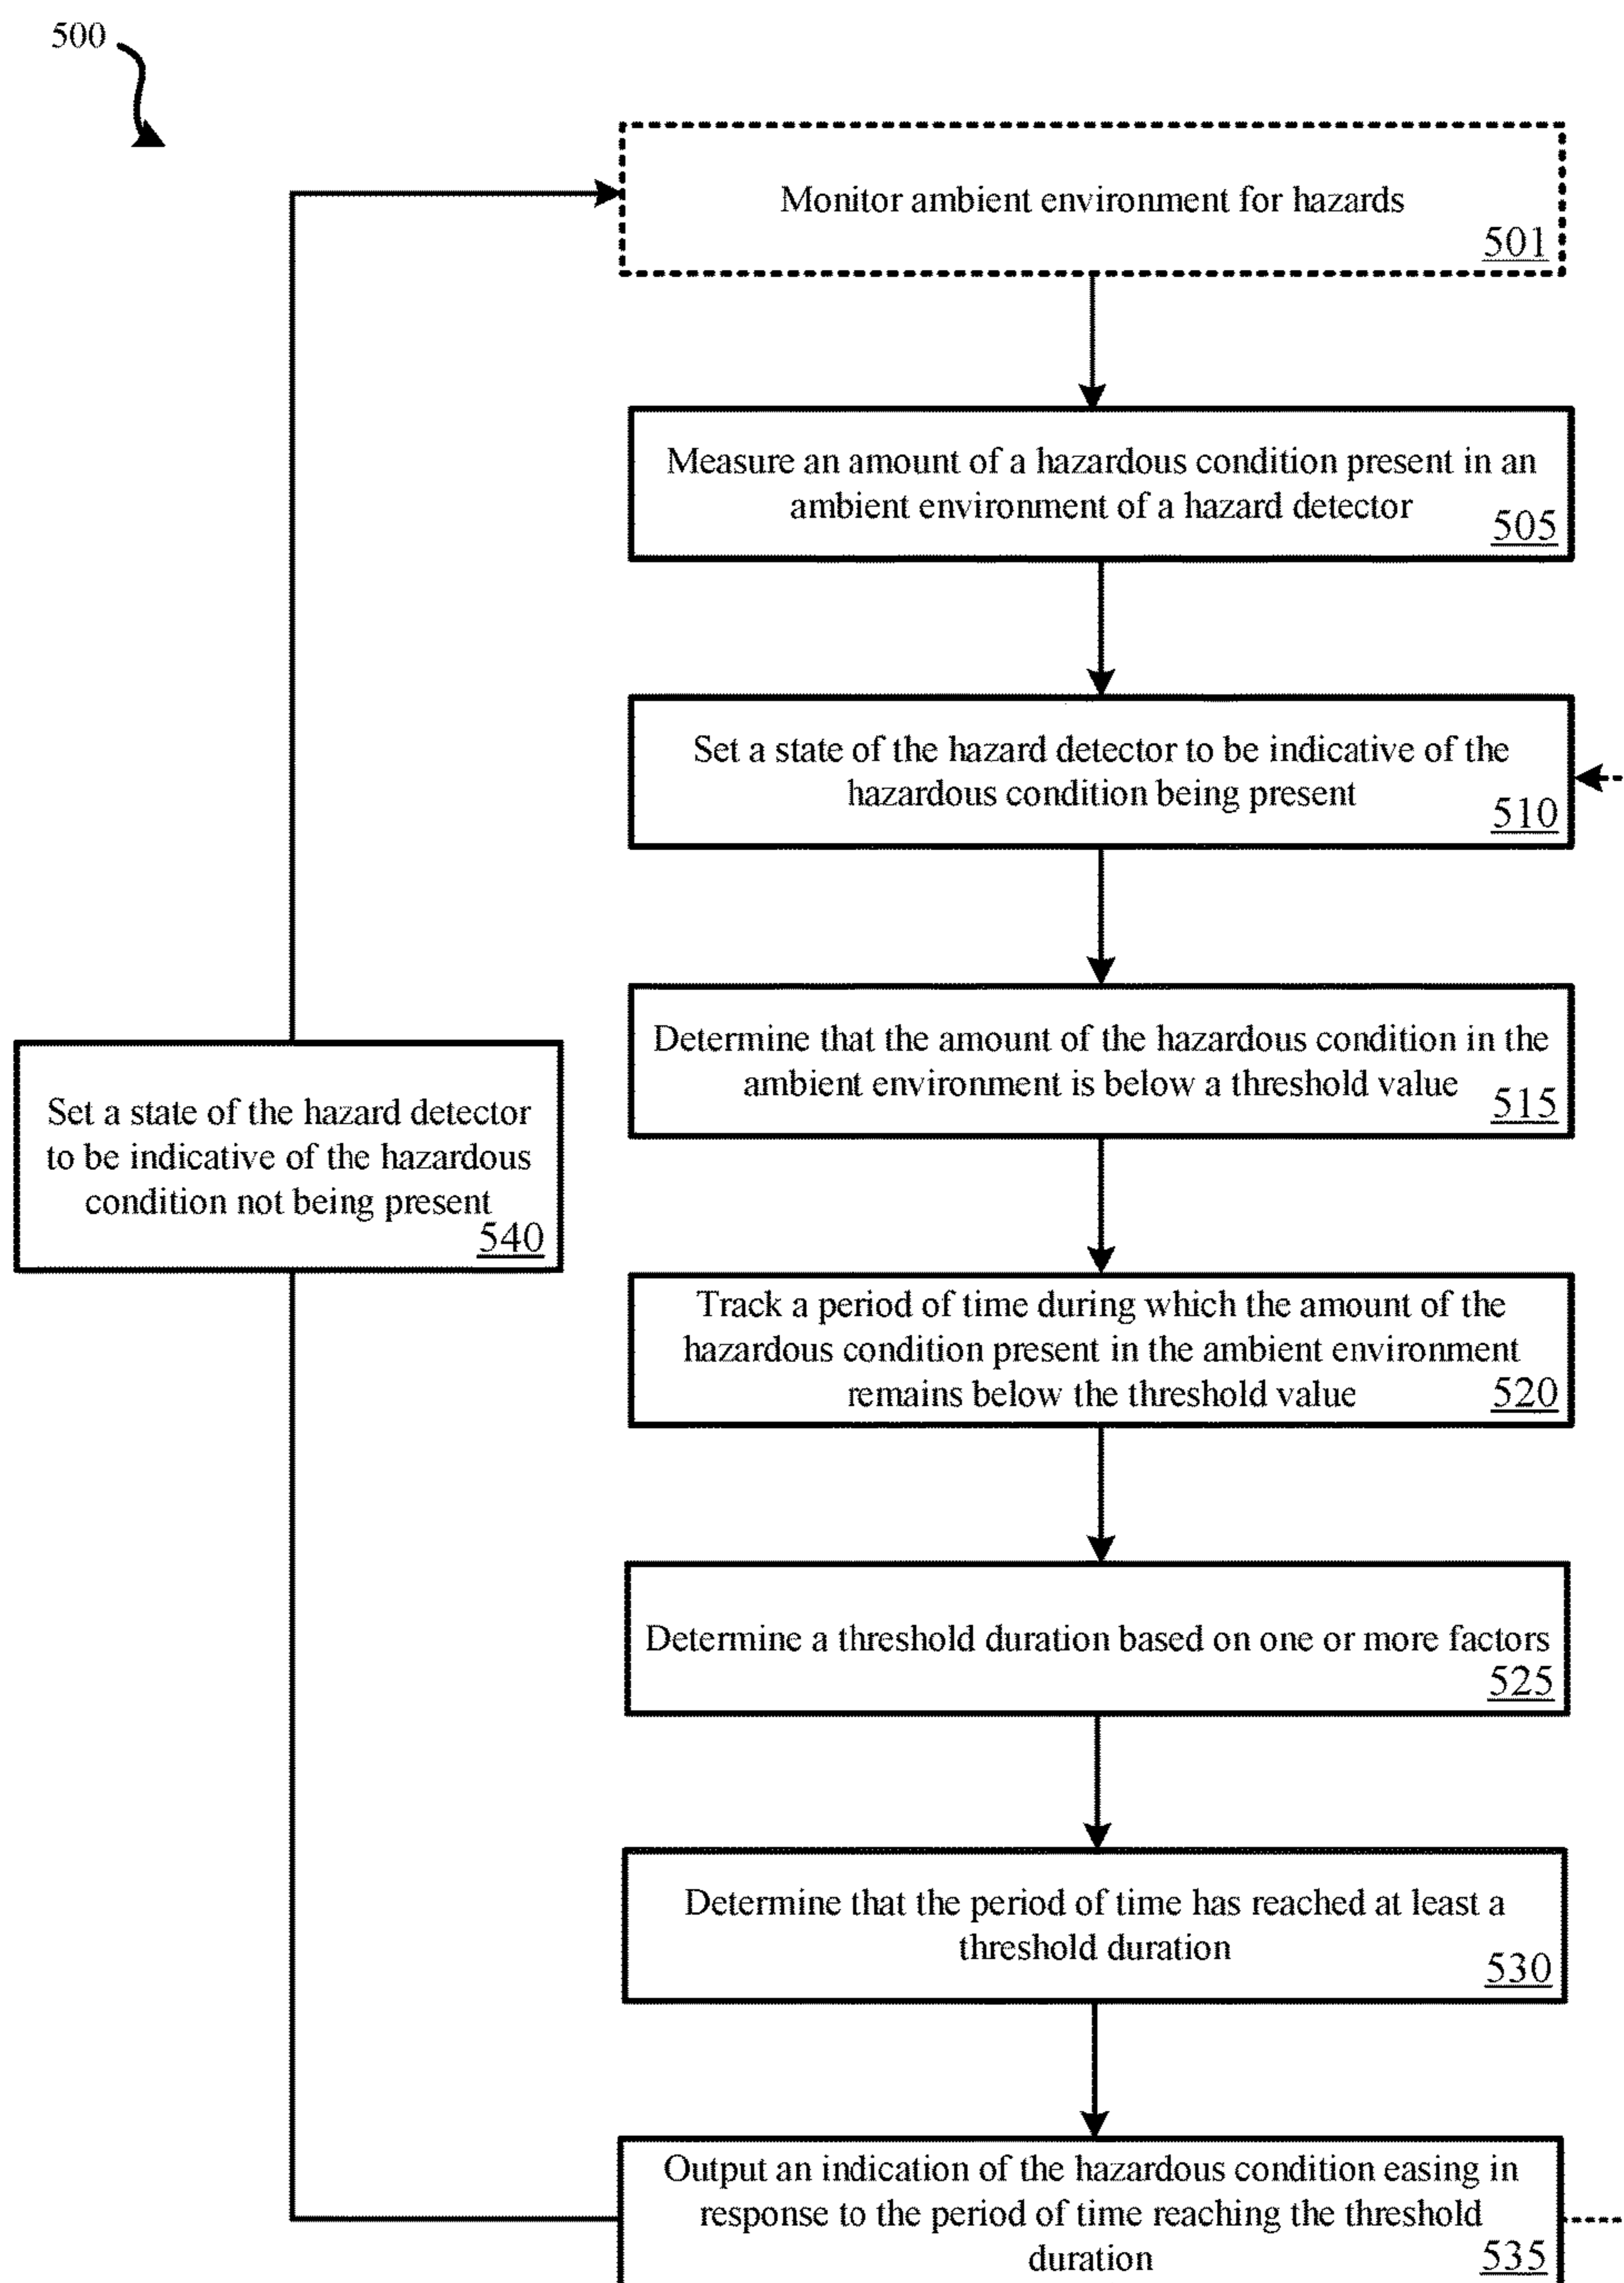 500
Monitor ambient environment for hazards
501
Measure an amount of a hazardous condition present in an
ambient environment of a hazard detector
505
Set a state of the hazard detector to be indicative of the
hazardous condition being present
510
Determine that the amount of the hazardous condition in the
ambient environment is below a threshold value
515
Set a state of the hazard detector
to be indicative of the hazardous
condition not being present
540
Track a period of time during which the amount of the
hazardous condition present in the ambient environment
remains below the threshold value
520
Determine a threshold duration based on one or more factors
525
Determine that the period of time has reached at least a
threshold duration
530
Output an indication of the hazardous condition easing in
response to the period of time reaching the threshold
duration
535